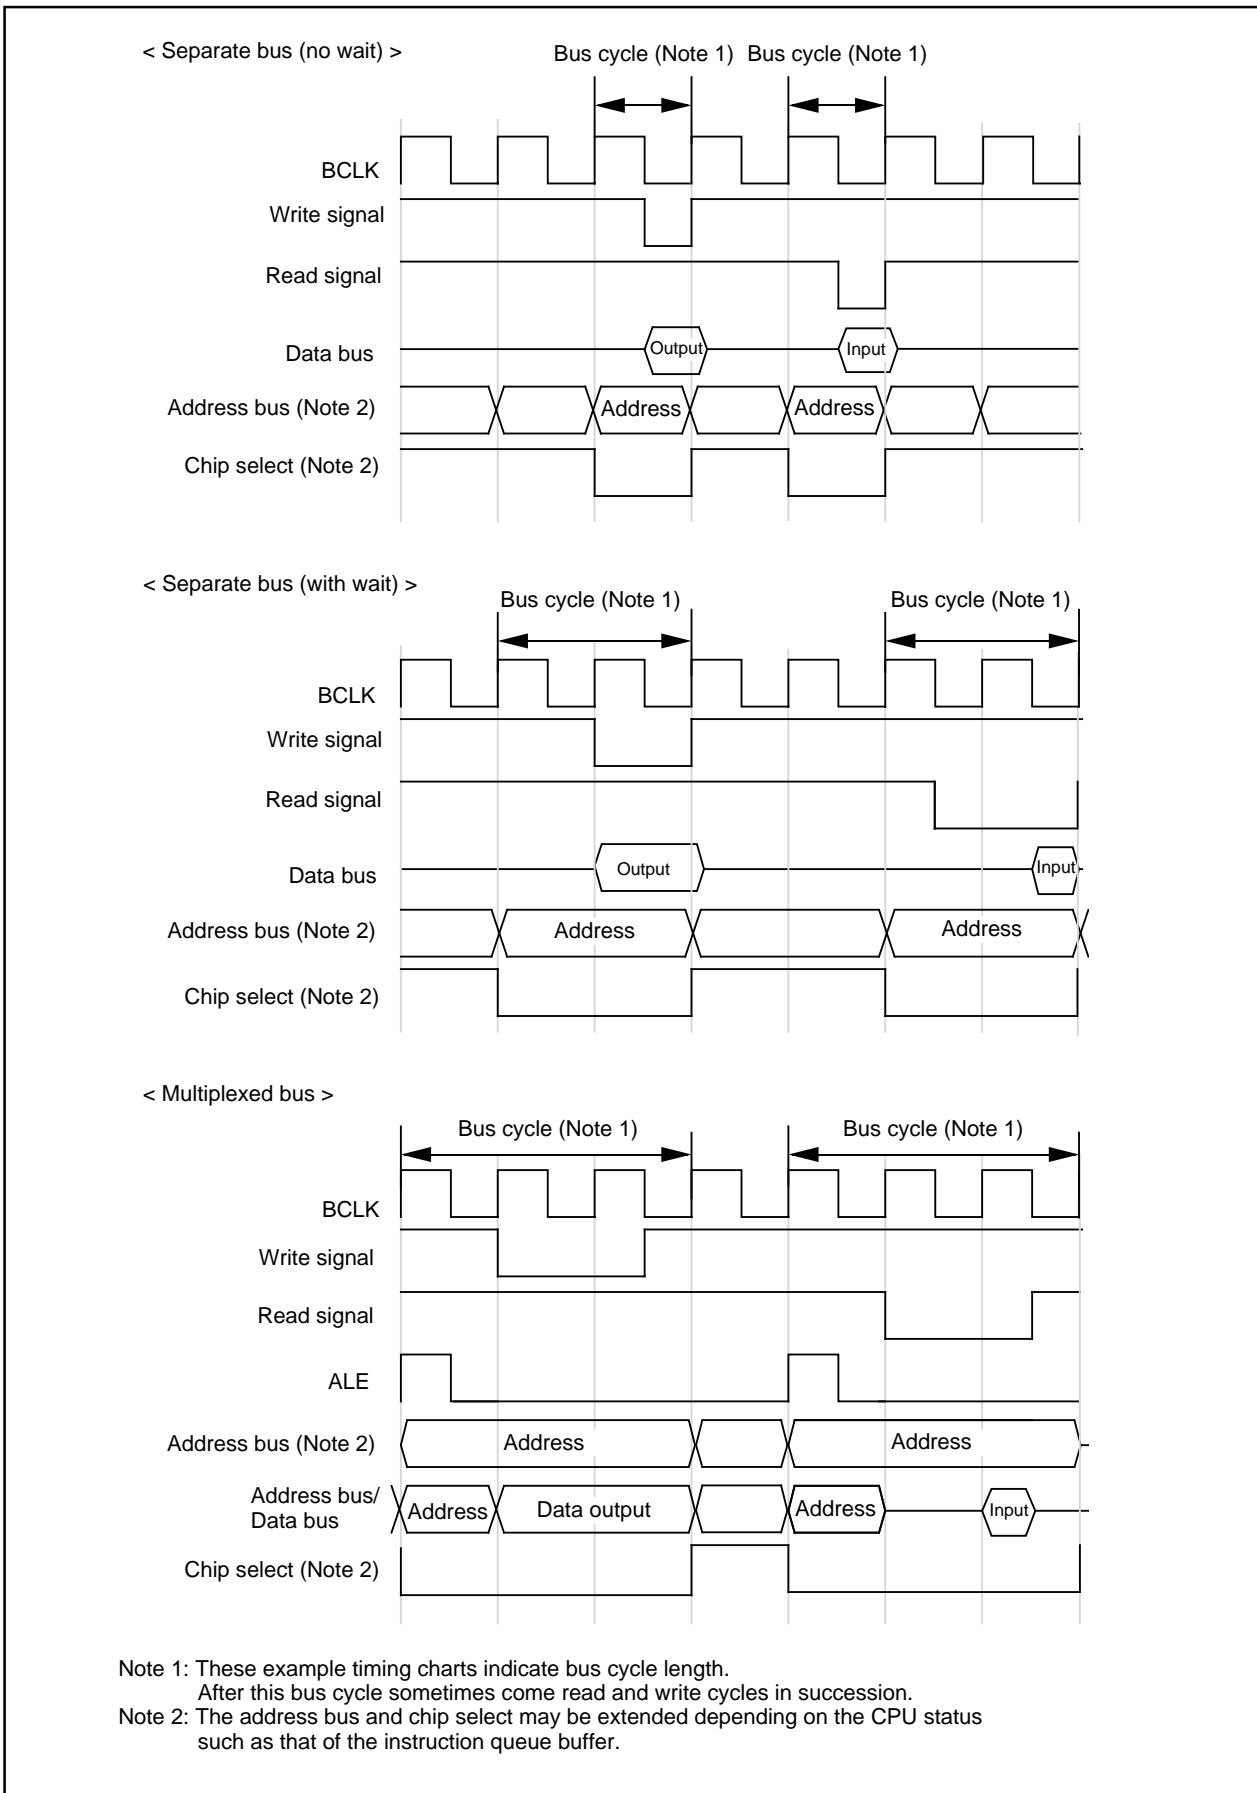 < Separate bus (no wait) >
Bus cycle (Note 1) Bus cycle (Note 1)
BCLK
Write signal
Read signal
Data bus
Output
Input
Address bus (Note 2)
Address
Address
Chip select (Note 2)
< Separate bus (with wait) >
Bus cycle (Note 1)
Bus cycle (Note 1)
BCLK
Write signal
Read signal
Data bus
Output
Input
Address bus (Note 2)
Address
Address
Chip select (Note 2)
< Multiplexed bus >
Bus cycle (Note 1)
Bus cycle (Note 1)
BCLK
Write signal
Read signal
ALE
Address bus (Note 2)
Address
Address
Address bus/
Data bus
Address
Data output
Address
Input
Chip select (Note 2)
Note 1: These example timing charts indicate bus cycle length.
After this bus cycle sometimes come read and write cycles in succession.
Note 2: The address bus and chip select may be extended depending on the CPU status
such as that of the instruction queue buffer.